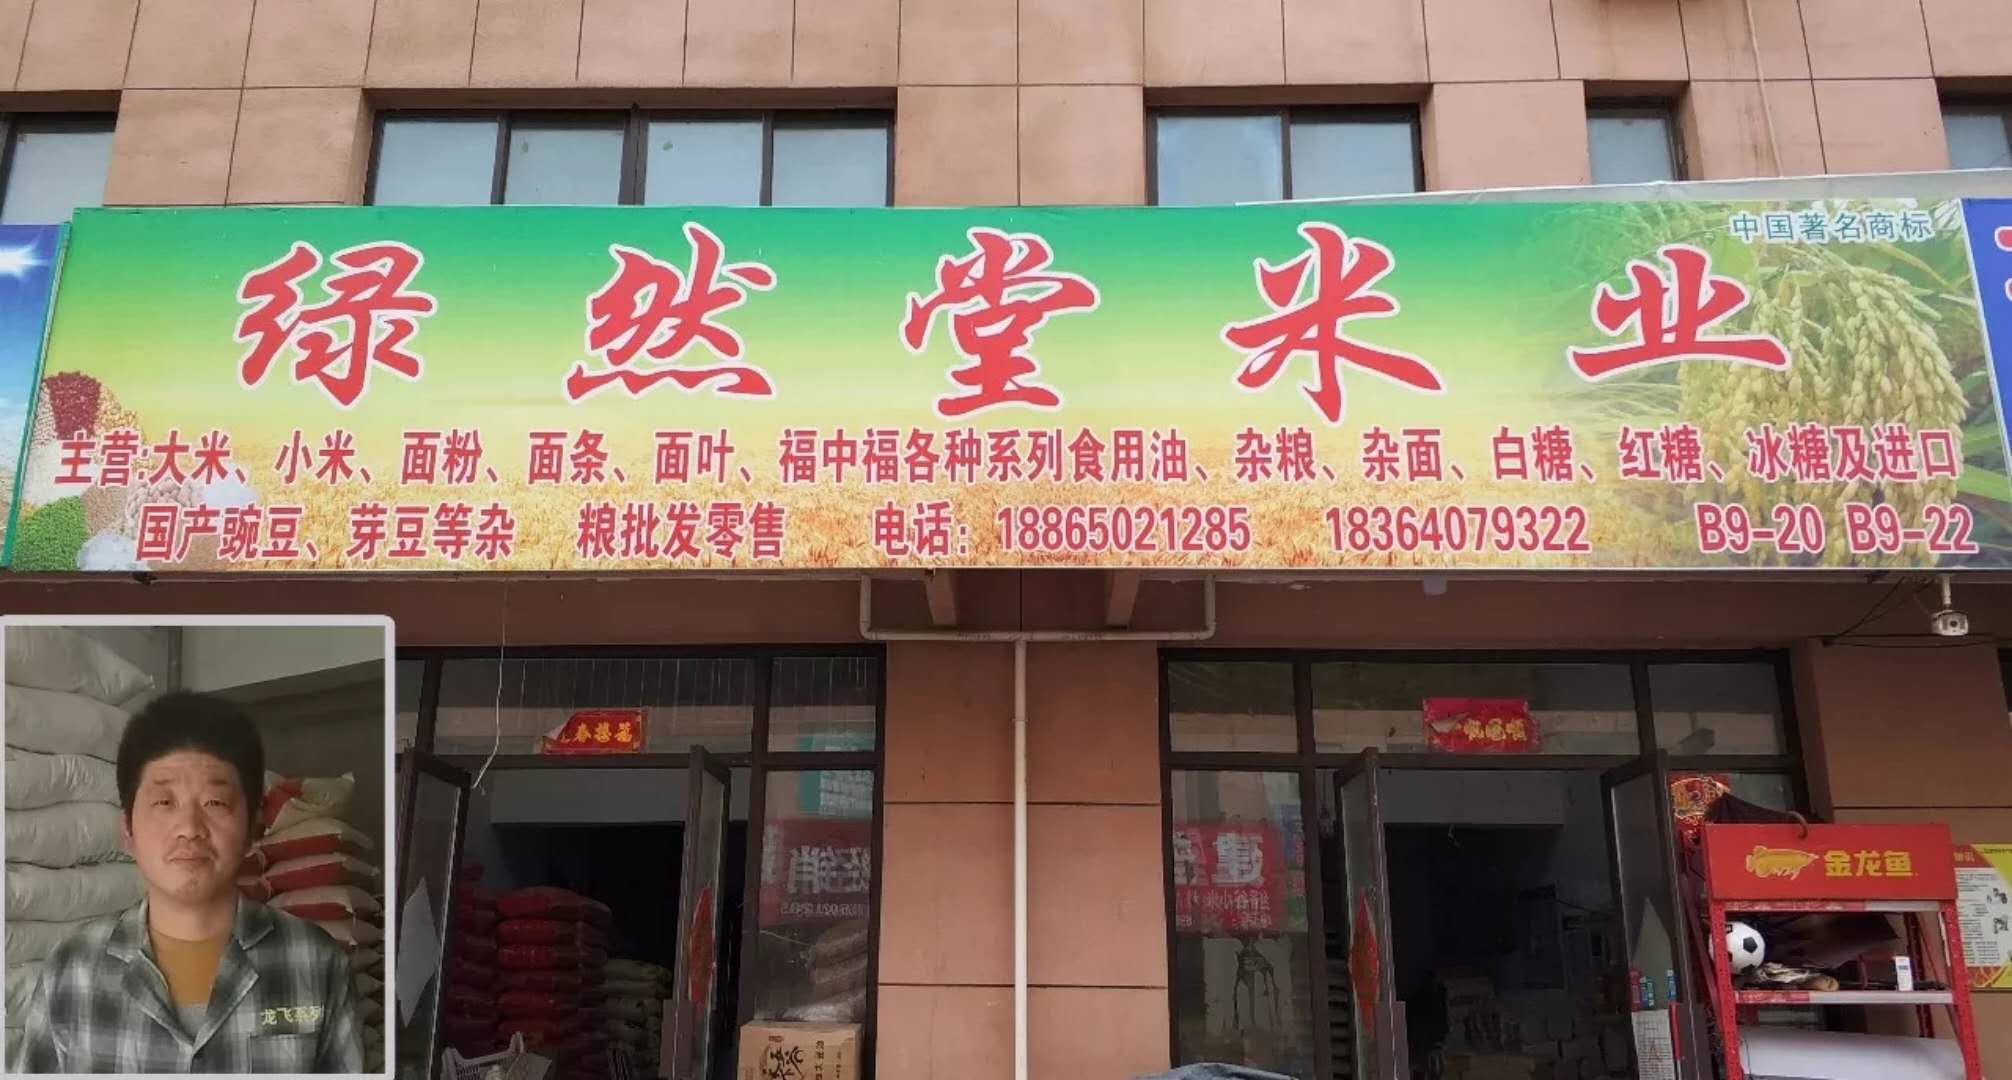 中国著名商标
绿然堂米业
主营:大米、小米、面粉、面条、面叶、福中福各种系列食用油、杂粮、杂面、白糖、红糖、冰糖及进口
国产豌豆、芽豆等杂 粮批发零售 电话：18865021285 18364079322 B9-20 B9-22
金龙鱼
龙飞系列